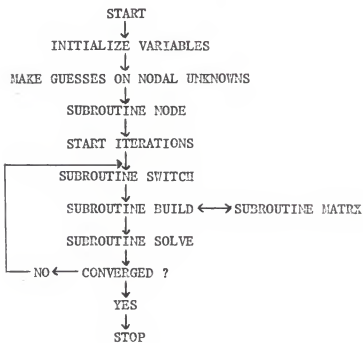 START
INITIALIZE VARIABLES
MAKE GUESSES ON NODAL UNKNOWNS
SUBROUTINE NODE
START ITERATIONS
SUBROUTINE SWITCH
SUBROUTINE BUILD SUBROUTINE MATRX
SUBROUTINE SOLVE
NO CONVERGED ?
YES
STOP